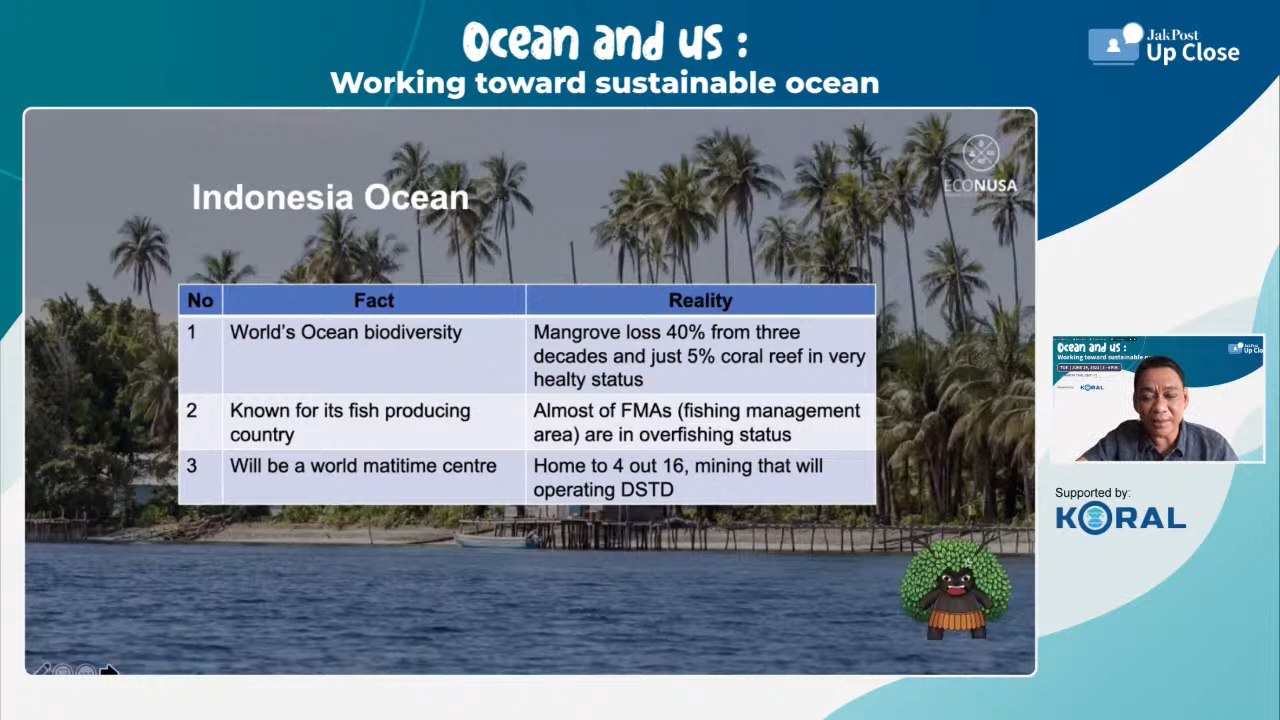 Ocean and us :
Working toward sustainable ocean
JakPost
Up Close
ECONUSA
Indonesia Ocean
No Fact Reality
1 World's Ocean biodiversity Mangrove loss 40% from three
decades and just 5% coral reef in very
healty status
2 Known for its fish producing Almost of FMAs (fishing management
country area) are in overfishing status
3 Will be a world matitime centre Home to 4 out 16, mining that will
operating DSTD
Ocean and us :
Working toward sustainable
JakPost
Up Clo
KORAL
Supported by:
KORAL